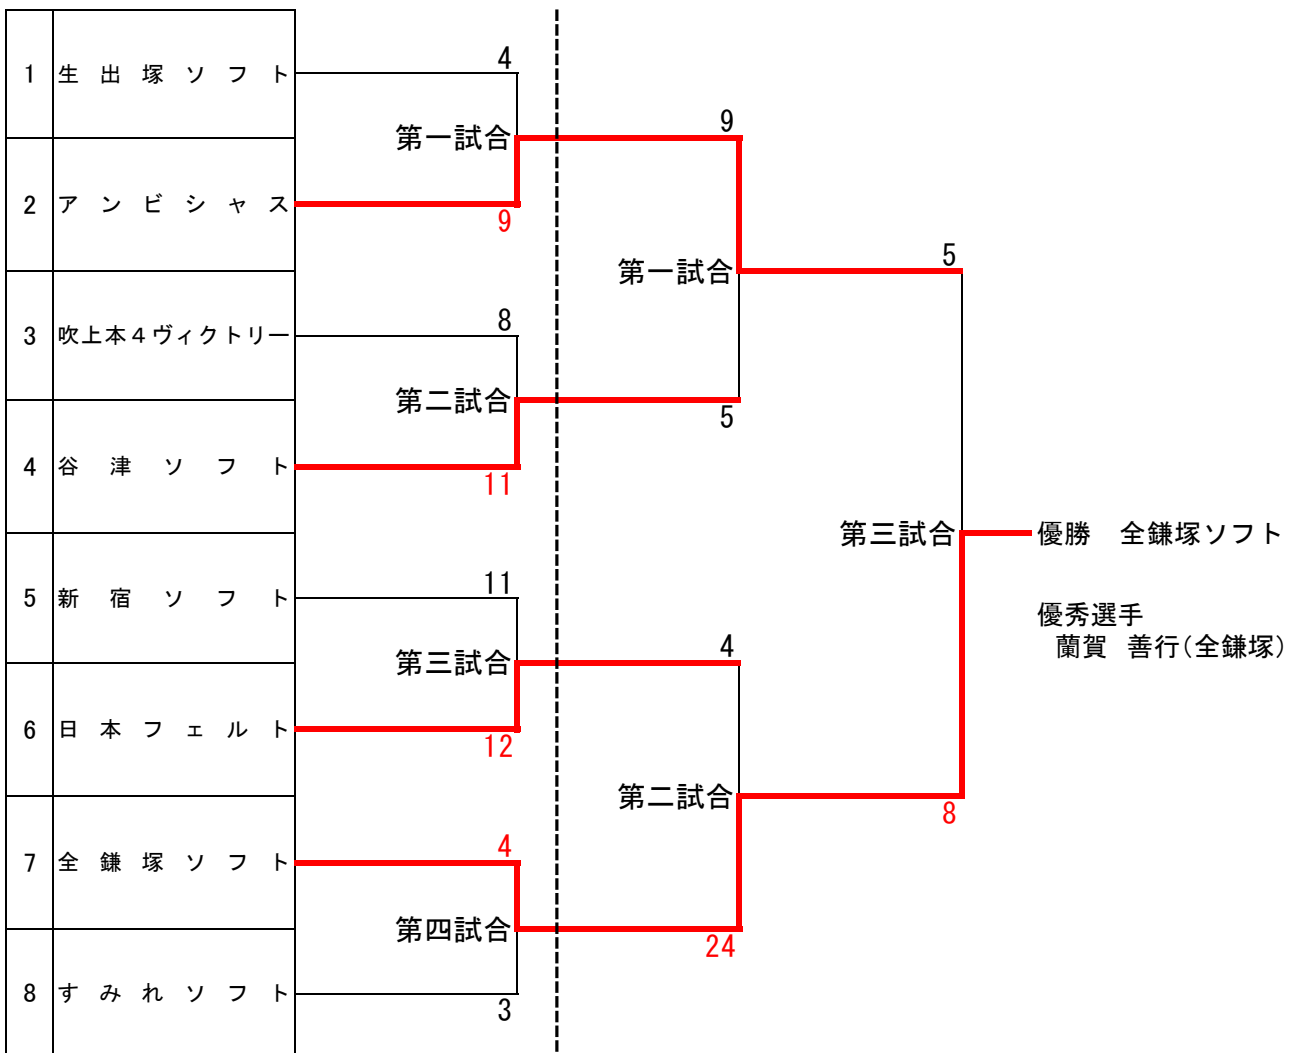 1 生出塚ソフト 4
第一試合 9
2 アンビシャス 9
第一試合 5
3 吹上本4ヴィクトリー 8
第二試合 5
4 谷津ソフト 11
第三試合 優勝 全鎌塚ソフト
5 新宿ソフト 11
優秀選手
蘭賀 善行(全鎌塚)
第三試合 4
6 日本フェルト 12
第二試合 8
7 全鎌塚ソフト 4
第四試合 24
8 すみれソフト 3